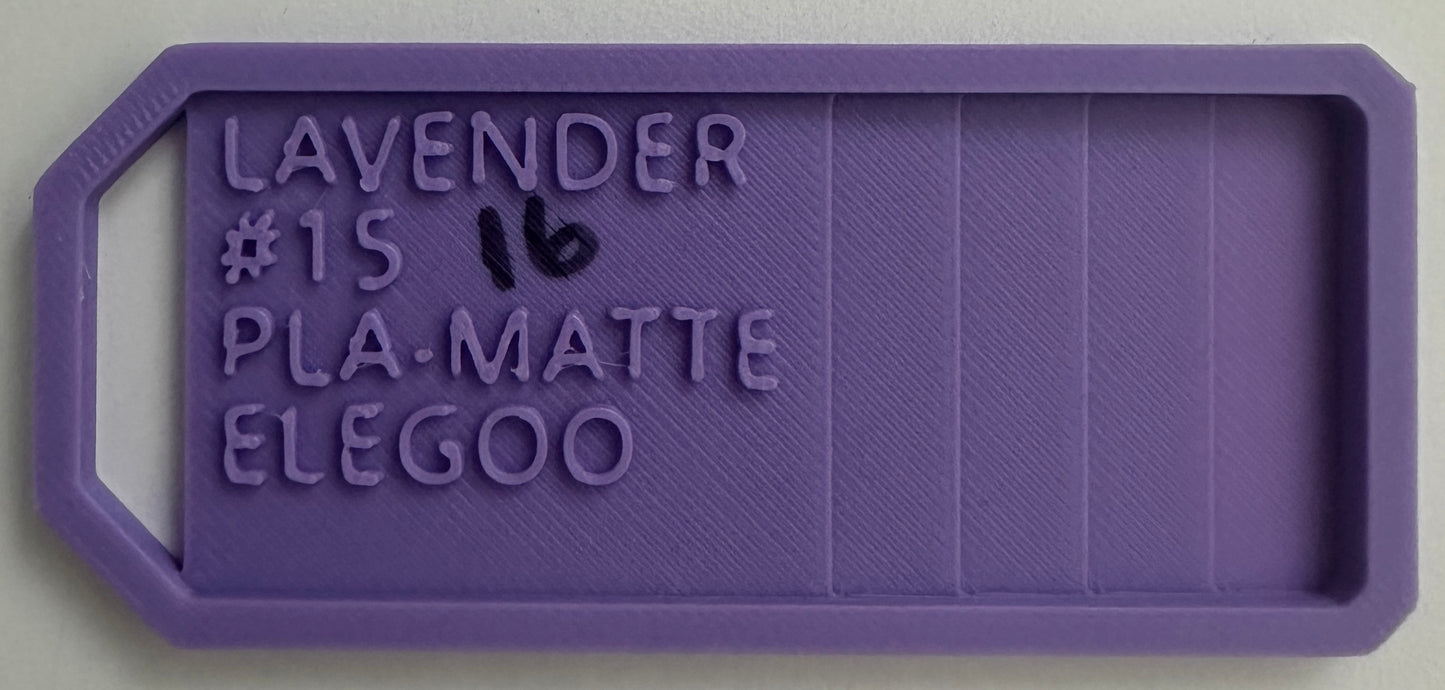 LAVENDER
#15 16
PLA-MATTE
ELEGOO